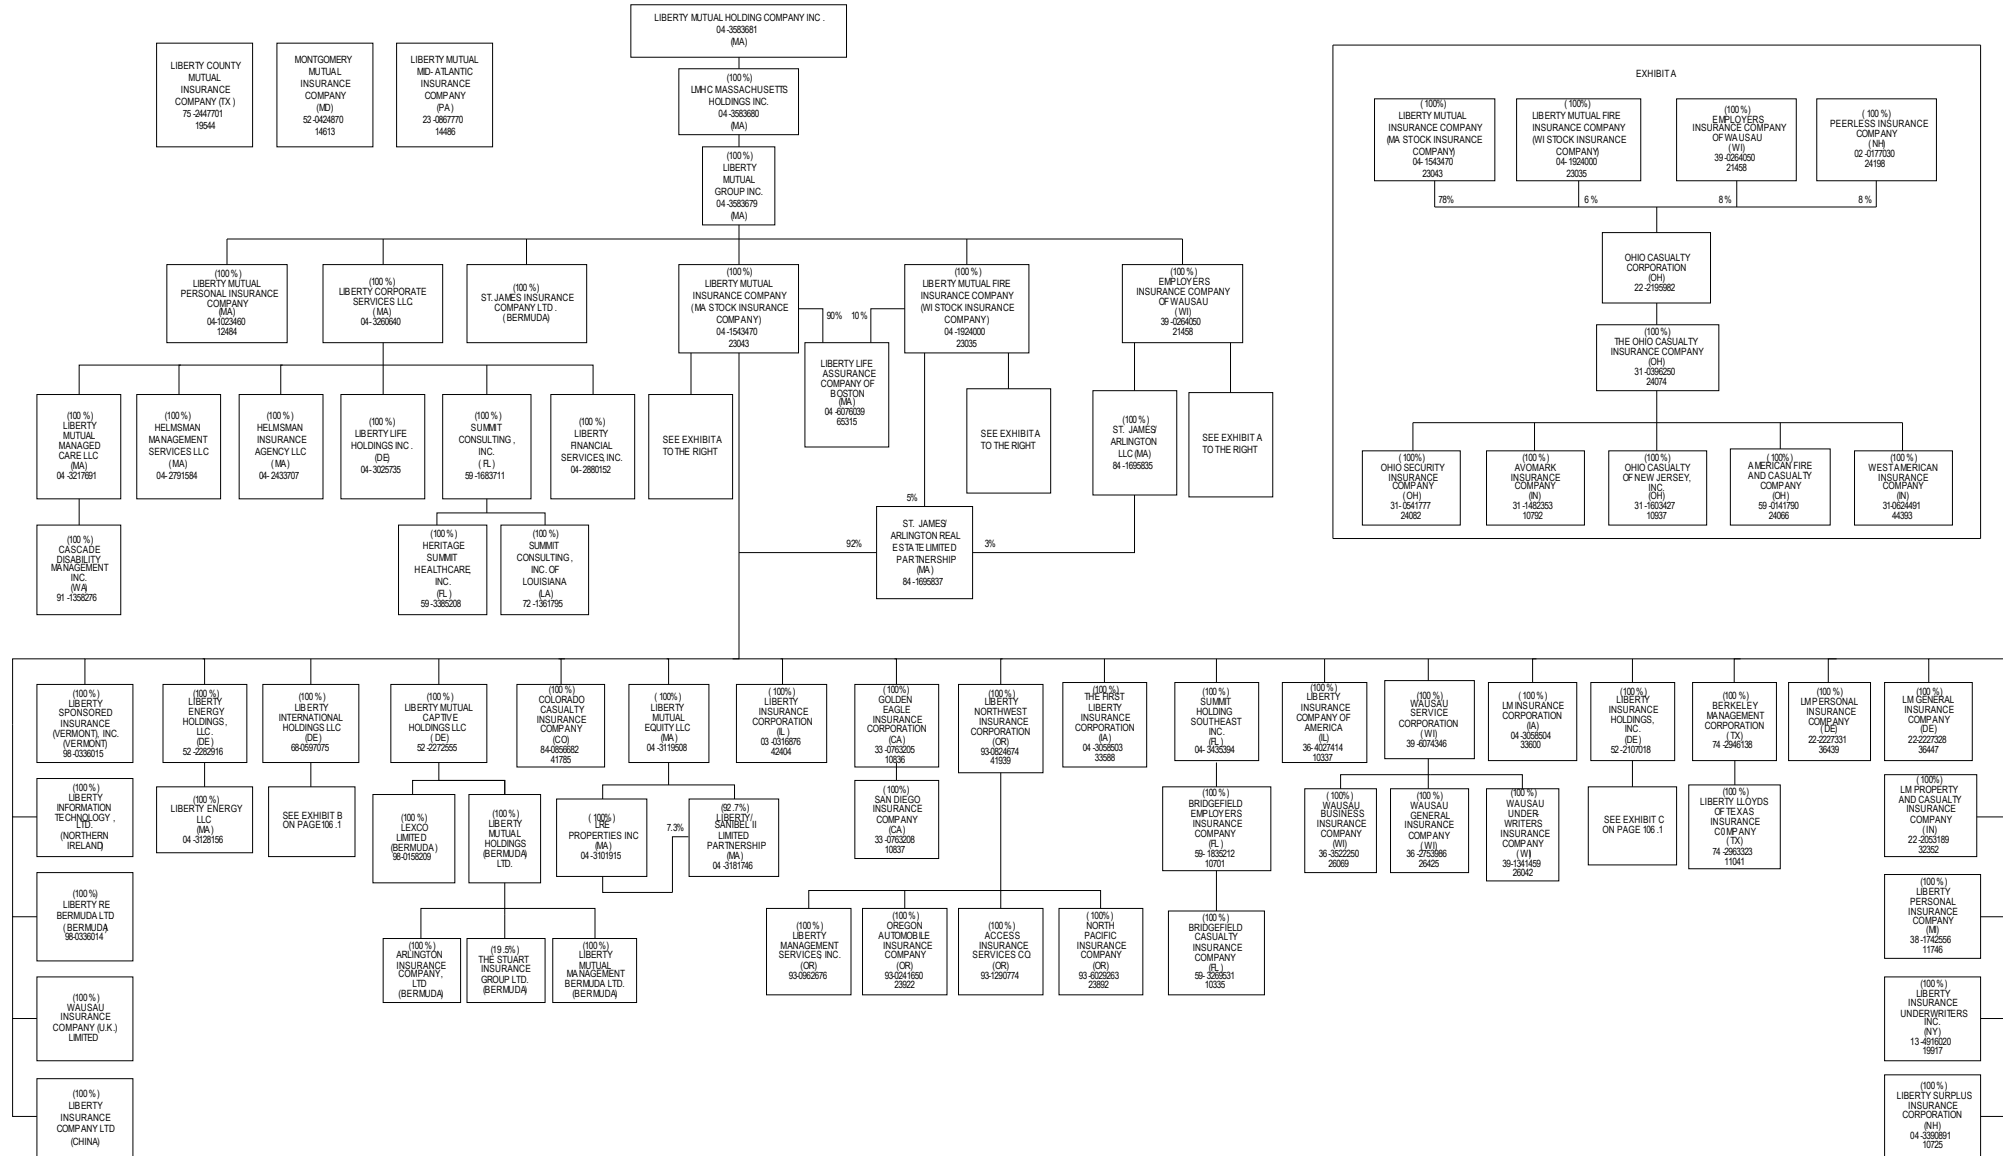 LIBERTY MUTUAL HOLDING COMPANY INC .
04 -3583681
(MA)
LIBERTY COUNTY
MUTUAL
INSURANCE
COMPANY (TX )
75 -2447701
19544
MONTGOMERY
MUTUAL
INSURANCE
COMPANY
(MD)
52 -0424870
14613
LIBERTY MUTUAL
MID- ATLANTIC
INSURANCE
COMPANY
(PA)
23 -0867770
14486
(100 %)
LMHC MASSACHUSETTS
HOLDINGS INC.
04 -3583680
(MA)
(100 %)
LIBERTY
MUTUAL
GROUP INC.
04 -3583679
(MA)
(100 %)
LIBERTY MUTUAL
PERSONAL INSURANCE
COMPANY
(MA)
04-1023460
12484
(100 %)
LIBERTY CORPORATE
SERVICES LLC
( MA)
04- 3260640
(100 %)
ST. JAMES INSURANCE
COMPANY LTD .
( BERMUDA)
(100 %)
LIBERTY MUTUAL
INSURANCE COMPANY
(MA STOCK INSURANCE
COMPANY)
04 -1543470
23043
90% 10 %
LIBERTY LIFE
ASSURANCE
COMPANY OF
BOSTON
(MA)
04 -6076039
65315
(100 %)
LIBERTY MUTUAL FIRE
INSURANCE COMPANY
(WI STOCK INSURANCE
COMPANY)
04 -1924000
23035
(100 %)
EMPLOYERS
INSURANCE COMPANY
OF WAUSAU
( WI)
39 -0264050
21458
(100 %)
LIBERTY
MUTUAL
MANAGED
CARE LLC
(MA)
04 -3217691
(100 %)
HELMSMAN
MANAGEMENT
SERVICES LLC
(MA)
04- 2791584
(100 %)
HELMSMAN
INSURANCE
AGENCY LLC
( MA)
04- 2433707
(100 %)
LIBERTY LIFE
HOLDINGS INC .
(DE)
04 -3025735
(100 %)
SUMMIT
CONSULTING ,
INC.
( FL)
59 -1683711
(100 %)
LIBERTY
FINANCIAL
SERVICES, INC.
04- 2880152
SEE EXHIBIT A
TO THE RIGHT
SEE EXHIBIT A
TO THE RIGHT
(100 %)
ST. JAMES/
ARLINGTON
LLC (MA)
84 -1695835
SEE EXHIBIT A
TO THE RIGHT
(100 %)
CASCADE
DISABILITY
MANAGEMENT
INC.
(WA)
91 -1358276
(100 %)
HERITAGE
SUMMIT
HEALTHCARE,
INC.
(FL )
59 -3385208
(100 %)
SUMMIT
CONSULTING ,
INC. OF
LOUISIANA
(LA)
72 -1361795
5%
92%
ST. JAMES/
ARLINGTON REAL
ESTATE LIMITED
PARTNERSHIP
(MA)
84 -1695837
3%
EXHIBIT A
( 100%)
LIBERTY MUTUAL
INSURANCE COMPANY
(MA STOCK INSURANCE
COMPANY)
04- 1543470
23043
( 100%)
LIBERTY MUTUAL FIRE
INSURANCE COMPANY
(WI STOCK INSURANCE
COMPANY)
04- 1924000
23035
(100 %)
EMPLOYERS
INSURANCE COMPANY
OF WAUSAU
( WI)
39 -0264050
21458
( 100 %)
PEERLESS INSURANCE
COMPANY
( NH)
02 -0177030
24198
78%
6 %
8 %
8 %
OHIO CASUALTY
CORPORATION
(OH)
22 -2195982
(100 %)
THE OHIO CASUALTY
INSURANCE COMPANY
(OH)
31 -0396250
24074
(100%)
OHIO SECURITY
INSURANCE
COMPANY
(OH)
31- 0541777
24082
(100 %)
AVOMARK
INSURANCE
COMPANY
(IN)
31 -1482353
10792
(100 %)
OHIO CASUALTY
OF NEW JERSEY,
INC.
(OH)
31 -1603427
10937
100%)
AMERICAN FIRE
AND CASUALTY
COMPANY
(OH)
59 -0141790
24066
(100 %)
WEST AMERICAN
INSURANCE
COMPANY
(IN)
31-0624491
44393
(100 %)
LIBERTY
SPONSORED
INSURANCE
(VERMONT), INC.
(VERMONT)
98-0336015
(100 %)
LIBERTY
ENERGY
HOLDINGS,
LLC.
(DE)
52 -2282916
(100 %)
LIBERTY
INTERNATIONAL
HOLDINGS LLC
(DE)
68-0597075
(100 %)
LIBERTY MUTUAL
CAPTIVE
HOLDINGS LLC
( DE)
52 -2272555
(100 %)
COLORADO
CASUALTY
INSURANCE
COMPANY
(CO)
84-0856682
41785
( 100%)
LIBERTY
MUTUAL
EQUITY LLC
(MA)
04 -3119508
(100 %)
LIBERTY
INSURANCE
CORPORATION
(IL )
03 -0316876
42404
(100 %)
GOLDEN
EAGLE
INSURANCE
CORPORATION
(CA)
33 -0763205
10836
(100 %)
LIBERTY
NORTHWEST
INSURANCE
CORPORATION
(OR)
93-0824674
41939
(100 %)
THE FIRST
LIBERTY
INSURANCE
CORPORATION
(IA)
04 -3058503
33588
(100 %)
SUMMIT
HOLDING
SOUTHEAST
INC.
(FL)
04- 3435394
(100 %)
LIBERTY
INSURANCE
COMPANY OF
AMERICA
(IL)
36- 4027414
10337
(100 %)
WAUSAU
SERVICE
CORPORATION
( WI)
39 -6074346
(100 %)
LM INSURANCE
CORPORATION
(IA)
04 -3058504
33600
(100 %)
LIBERTY
INSURANCE
HOLDINGS,
INC.
(DE)
52 -2107018
(100 %)
BERKELEY
MANAGEMENT
CORPORATION
( TX)
74 -2946138
(100 %)
LM PERSONAL
INSURANCE
COMPANY
( DE)
22-2227331
36439
(100 %)
LM GENERAL
INSURANCE
COMPANY
(DE)
22-2227328
36447
(100 %)
LIBERTY
INFORMATION
TECHNOLOGY ,
LTD.
(NORTHERN
IRELAND)
(100 %)
LIBERTY ENERGY
LLC
(MA)
04 -3128156
SEE EXHIBIT B
ON PAGE 106 .1
(100 %)
LEXCO
LIMITED
(BERMUDA)
98-0158209
(100 %)
LIBERTY
MUTUAL
HOLDINGS
(BERMUDA)
LTD.
( 100%)
LRE
PROPERTIES INC
(MA)
04 -3101915
7.3%
(92 .7%)
LIBERTY/
SANIBEL II
LIMITED
PARTNERSHIP
(MA)
04 -3181746
(100%)
SAN DIEGO
INSURANCE
COMPANY
(CA)
33 -0763208
10837
(100 %)
BRIDGEFIELD
EMPLOYERS
INSURANCE
COMPANY
(FL)
59- 1835212
10701
(100%)
WAUSAU
BUSINESS
INSURANCE
COMPANY
(WI)
36 -3522250
26069
(100%)
WAUSAU
GENERAL
INSURANCE
COMPANY
( WI)
36 -2753986
26425
(100 %)
WAUSAU
UNDER-
WRITERS
INSURANCE
COMPANY
( WI)
39-1341459
26042
SEE EXHIBIT C
ON PAGE 106 .1
(100 %)
LIBERTY LLOYDS
OF TEXAS
INSURANCE
COMPANY
( TX)
74 -2963323
11041
( 100%)
LM PROPERTY
AND CASUALTY
INSURANCE
COMPANY
( IN)
22 -2053189
32352
(100 %)
LIBERTY RE
BERMUDA LTD
( BERMUDA)
98-0336014
(100 %)
LIBERTY
PERSONAL
INSURANCE
COMPANY
(MI)
38 -1742556
11746
(100 %)
ARLINGTON
INSURANCE
COMPANY,
LTD
(BERMUDA)
(19 .5%)
THE STUART
INSURANCE
GROUP LTD.
(BERMUDA)
(100 %)
LIBERTY
MUTUAL
MANAGEMENT
BERMUDA LTD.
(BERMUDA)
(100 %)
LIBERTY
MANAGEMENT
SERVICES, INC.
(OR)
93-0962676
(100 %)
OREGON
AUTOMOBILE
INSURANCE
COMPANY
(OR)
93-0241650
23922
(100 %)
ACCESS
INSURANCE
SERVICES CO.
(OR)
93-1290774
( 100%)
NORTH
PACIFIC
INSURANCE
COMPANY
(OR)
93 -6029263
23892
(100 %)
BRIDGEFIELD
CASUALTY
INSURANCE
COMPANY
(FL )
59- 3269531
10335
(100 %)
WAUSAU
INSURANCE
COMPANY (U.K.)
LIMITED
(100 %)
LIBERTY
INSURANCE
UNDERWRITERS
INC.
(NY)
13 -4916020
19917
(100 %)
LIBERTY
INSURANCE
COMPANY LTD
(CHINA)
(100 %)
LIBERTY SURPLUS
INSURANCE
CORPORATION
(NH)
04 -3390891
10725